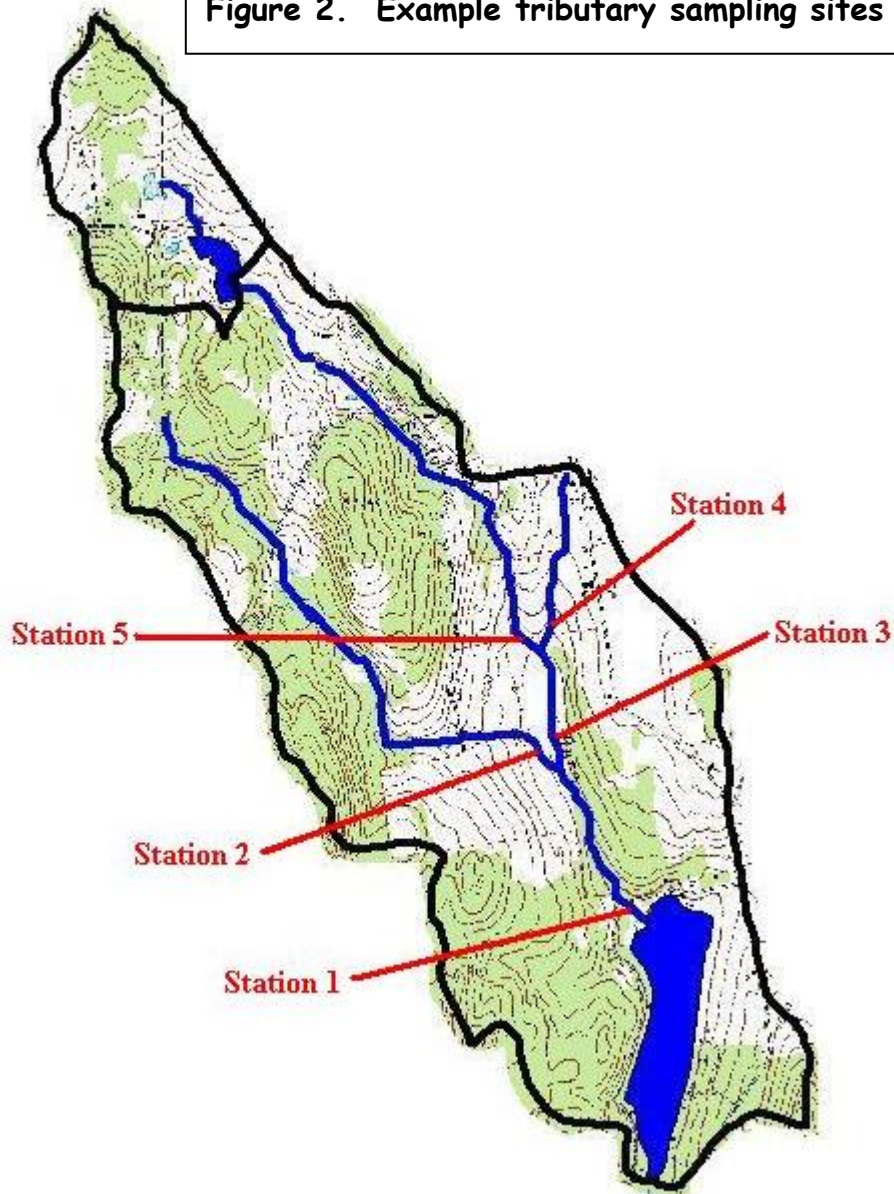 Figure 2.  Example tributary sampling sites
Station 4
Station 5
Station 3
Station 2
Station 1